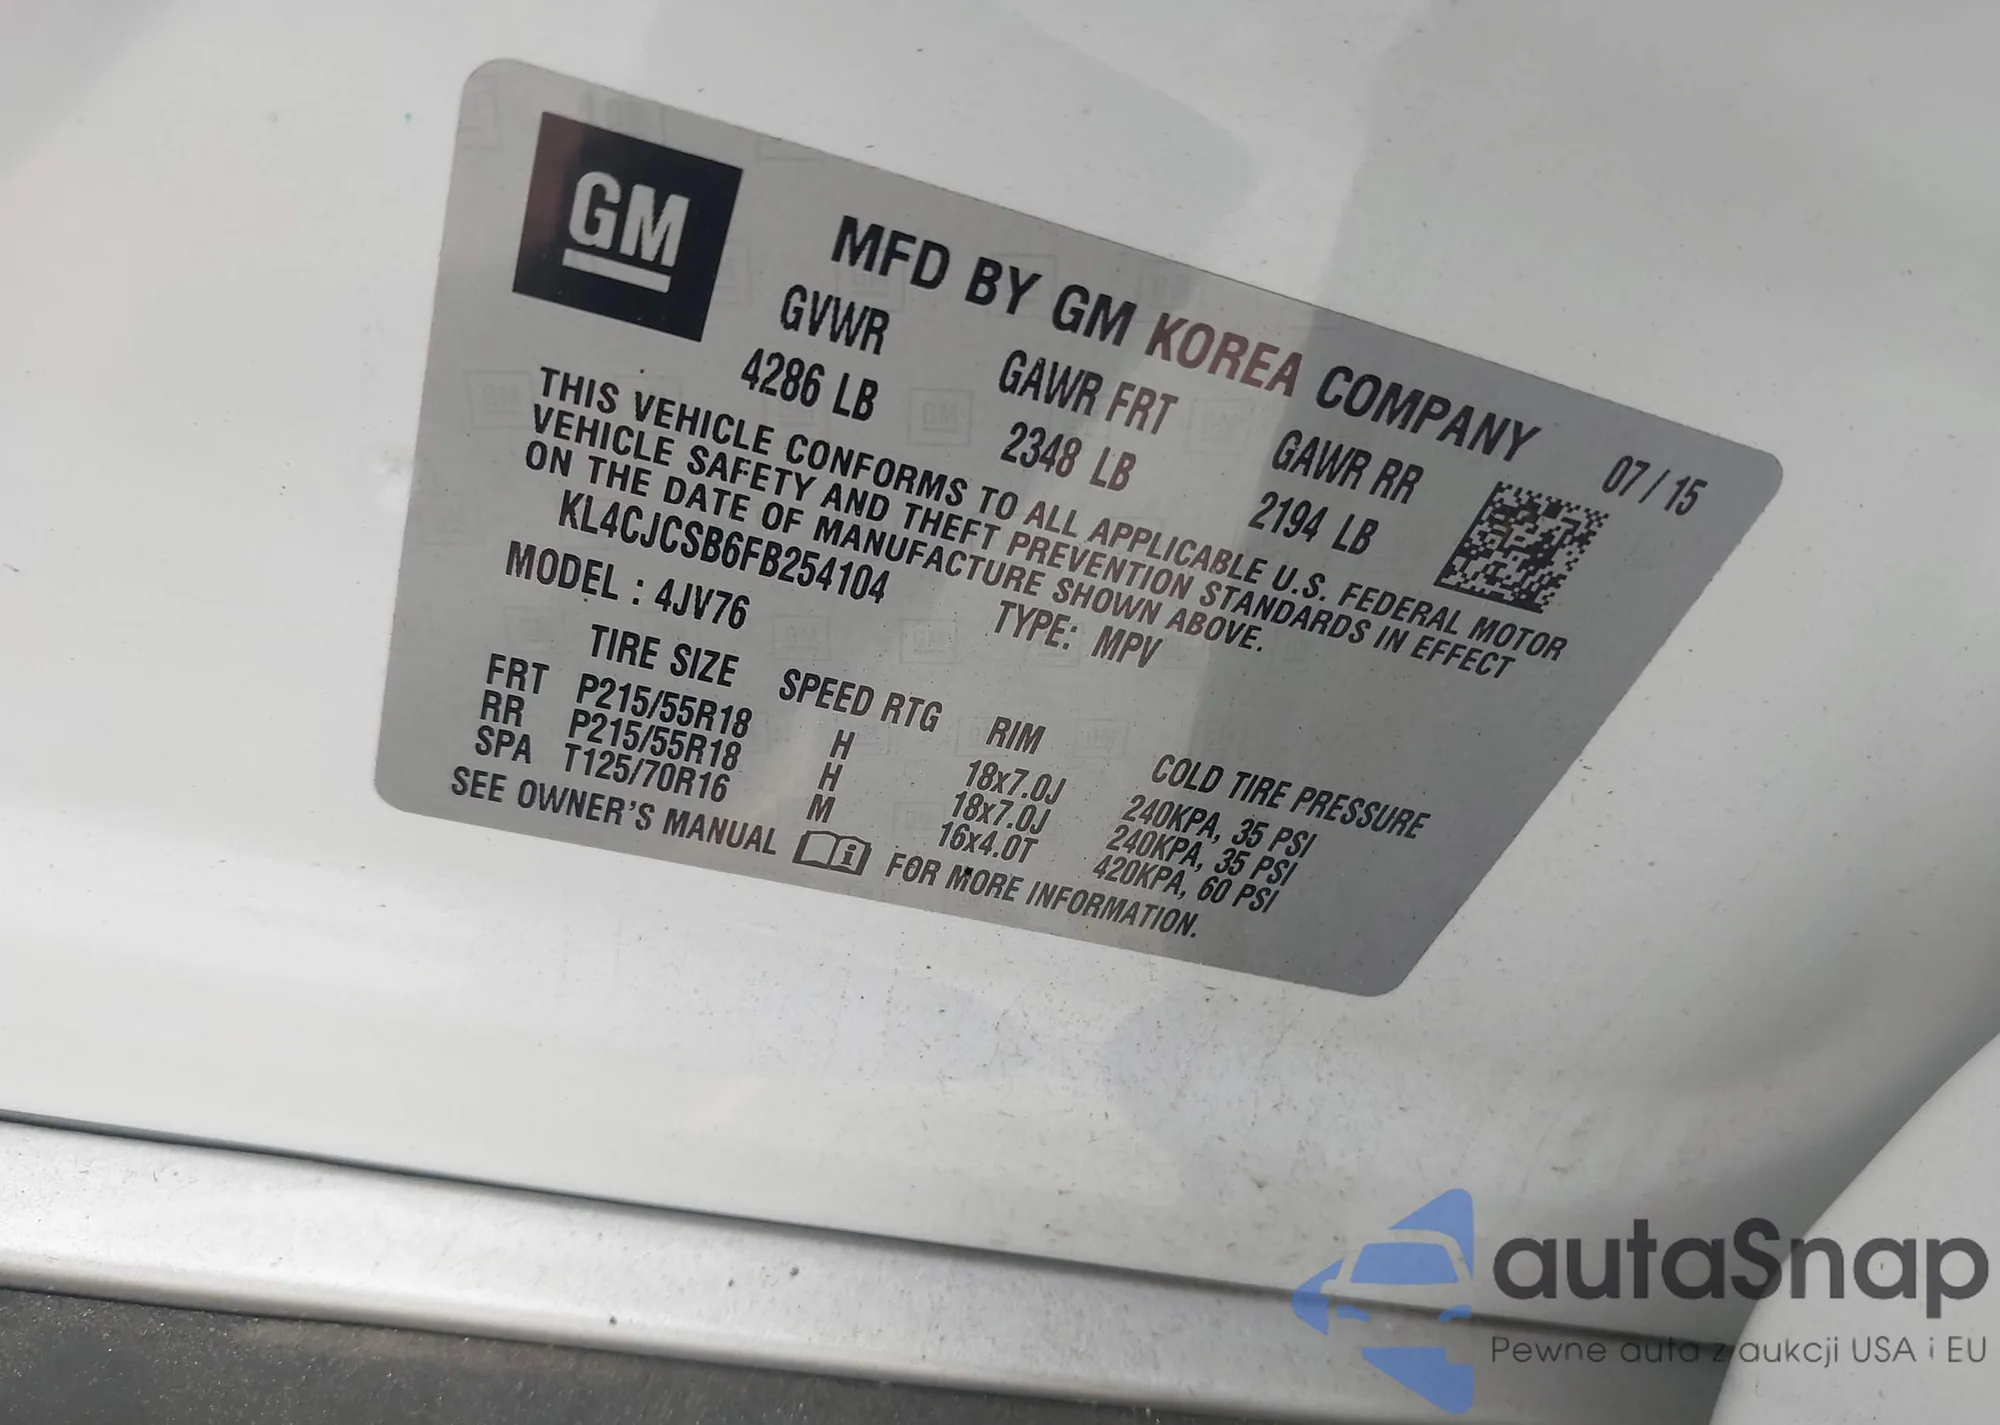 GM
MFD BY GM KOREA COMPANY 07 / 15
GVWR GAWR FRT GAWR RR
4286 LB 2348 LB 2194 LB
THIS VEHICLE CONFORMS TO ALL APPLICABLE U.S. FEDERAL MOTOR
VEHICLE SAFETY AND THEFT PREVENTION STANDARDS IN EFFECT
ON THE DATE OF MANUFACTURE SHOWN ABOVE.
KL4CJCSB6FB254104 TYPE: MPV
MODEL : 4JV76
TIRE SIZE SPEED RTG RIM COLD TIRE PRESSURE
FRT P215/55R18 H 18x7.0J 240KPA, 35 PSI
RR P215/55R18 H 18x7.0J 240KPA, 35 PSI
SPA T125/70R16 M 16x4.0T 420KPA, 60 PSI
SEE OWNER'S MANUAL i FOR MORE INFORMATION.
autaSnap
Pewne auta z aukcji USA i EU